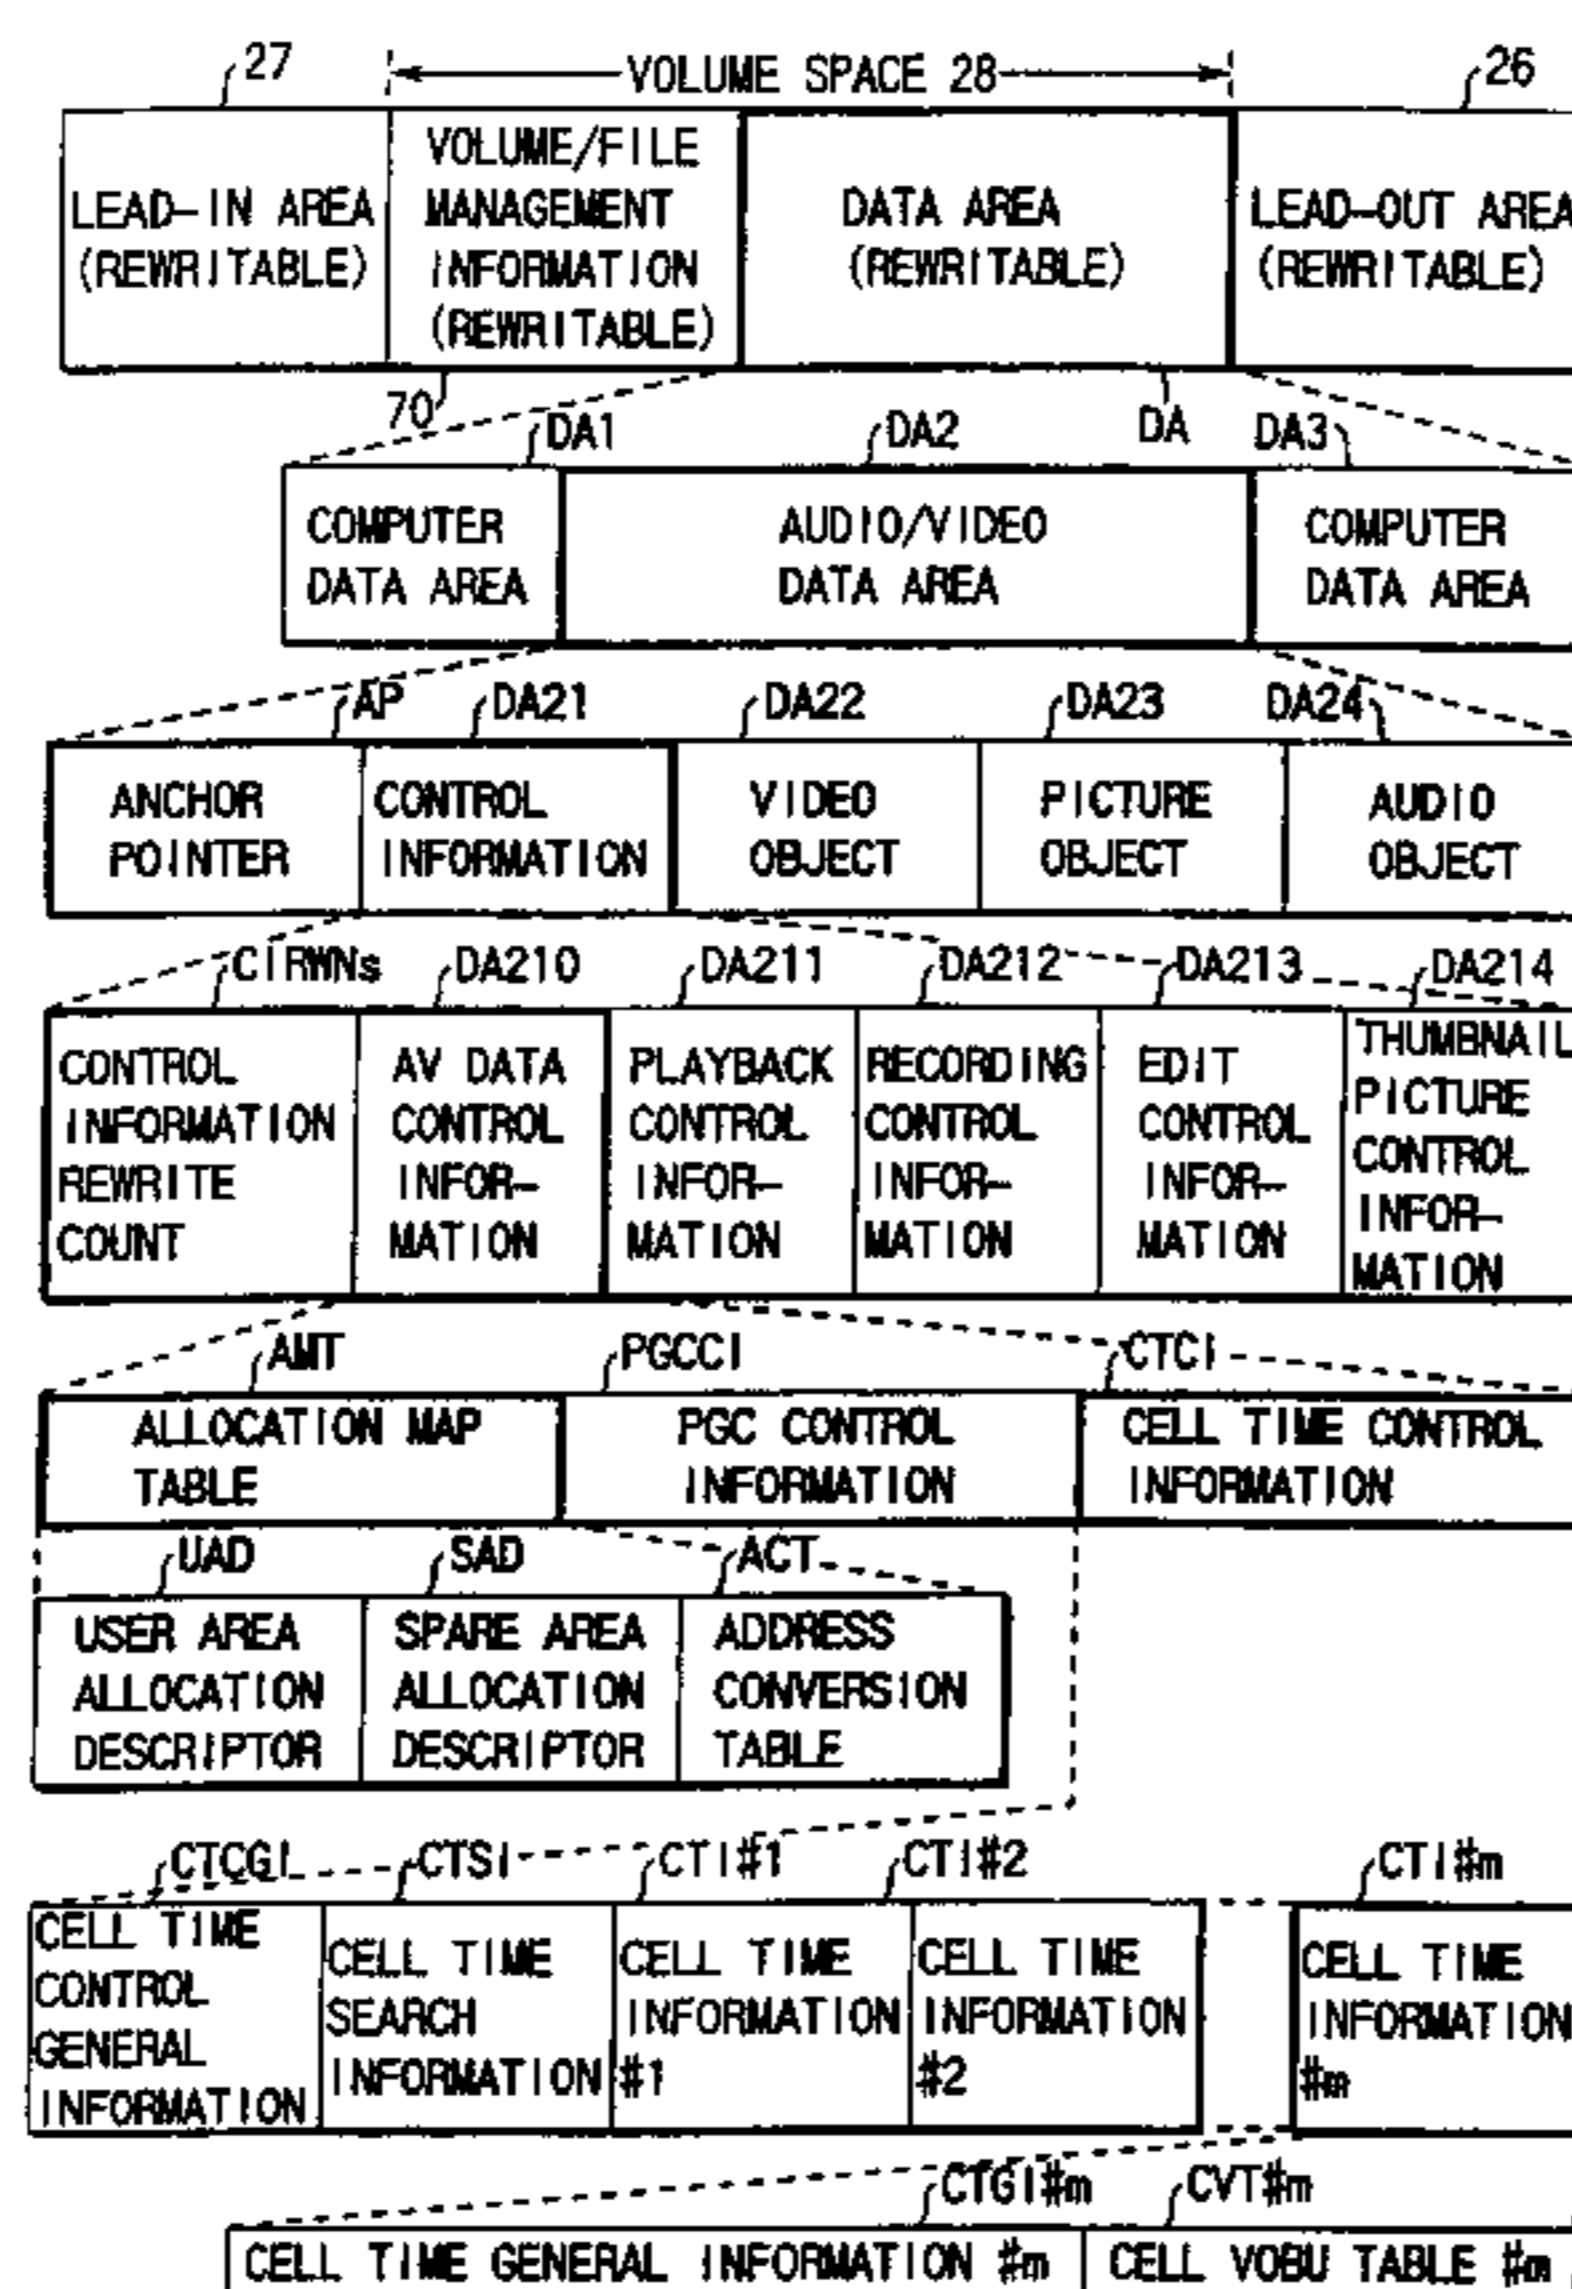 27
VOLUME SPACE 28
26
LEAD-IN AREA
(REWRITABLE)
VOLUME/FILE
MANAGEMENT
INFORMATION
(REWRITABLE)
DATA AREA
(REWRITABLE)
LEAD-OUT AREA
(REWRITABLE)
70
DA1
DA2
DA
DA3
COMPUTER
DATA AREA
AUDIO/VIDEO
DATA AREA
COMPUTER
DATA AREA
AP
DA21
DA22
DA23
DA24
ANCHOR
POINTER
CONTROL
INFORMATION
VIDEO
OBJECT
PICTURE
OBJECT
AUDIO
OBJECT
CIRWNs
DA210
DA211
DA212
DA213
DA214
CONTROL
INFORMATION
REWRITE
COUNT
AV DATA
CONTROL
INFOR-
MATION
PLAYBACK
CONTROL
INFOR-
MATION
RECORDING
CONTROL
INFOR-
MATION
EDIT
CONTROL
INFOR-
MATION
THUMBNAIL
PICTURE
CONTROL
INFOR-
MATION
AMT
PGCCI
CTCI
ALLOCATION MAP
TABLE
PGC CONTROL
INFORMATION
CELL TIME CONTROL
INFORMATION
UAD
SAD
ACT
USER AREA
ALLOCATION
DESCRIPTOR
SPARE AREA
ALLOCATION
DESCRIPTOR
ADDRESS
CONVERSION
TABLE
CTCGI
CTSI
CTI#1
CTI#2
CTI#m
CELL TIME
CONTROL
GENERAL
INFORMATION
CELL TIME
SEARCH
INFORMATION
CELL TIME
INFORMATION
#1
CELL TIME
INFORMATION
#2
CELL TIME
INFORMATION
#m
CTGI#m
CVT#m
CELL TIME GENERAL INFORMATION #m
CELL VOBU TABLE #m